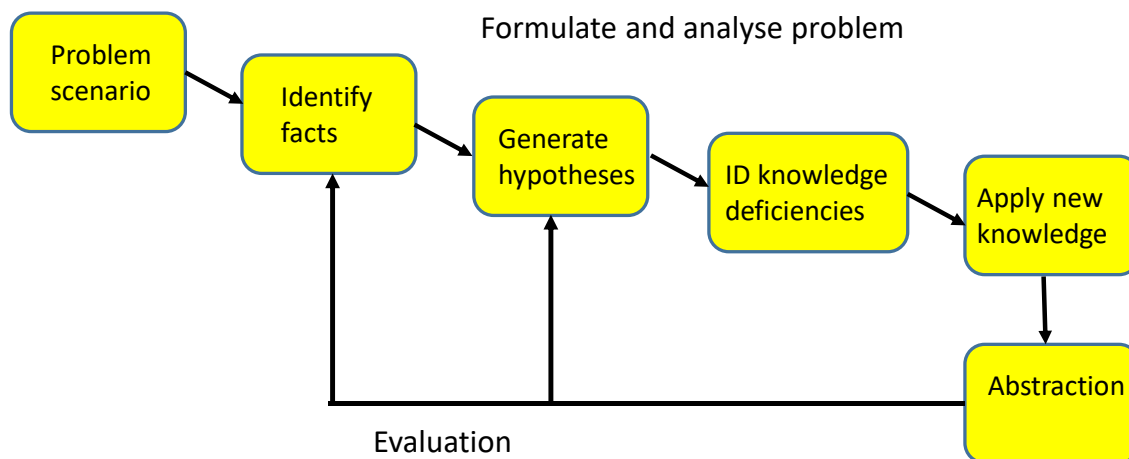 Formulate and analyse problem
Problem
scenario
Identify
facts
Generate
hypotheses
ID knowledge
deficiencies
Apply new
knowledge
Abstraction
Evaluation